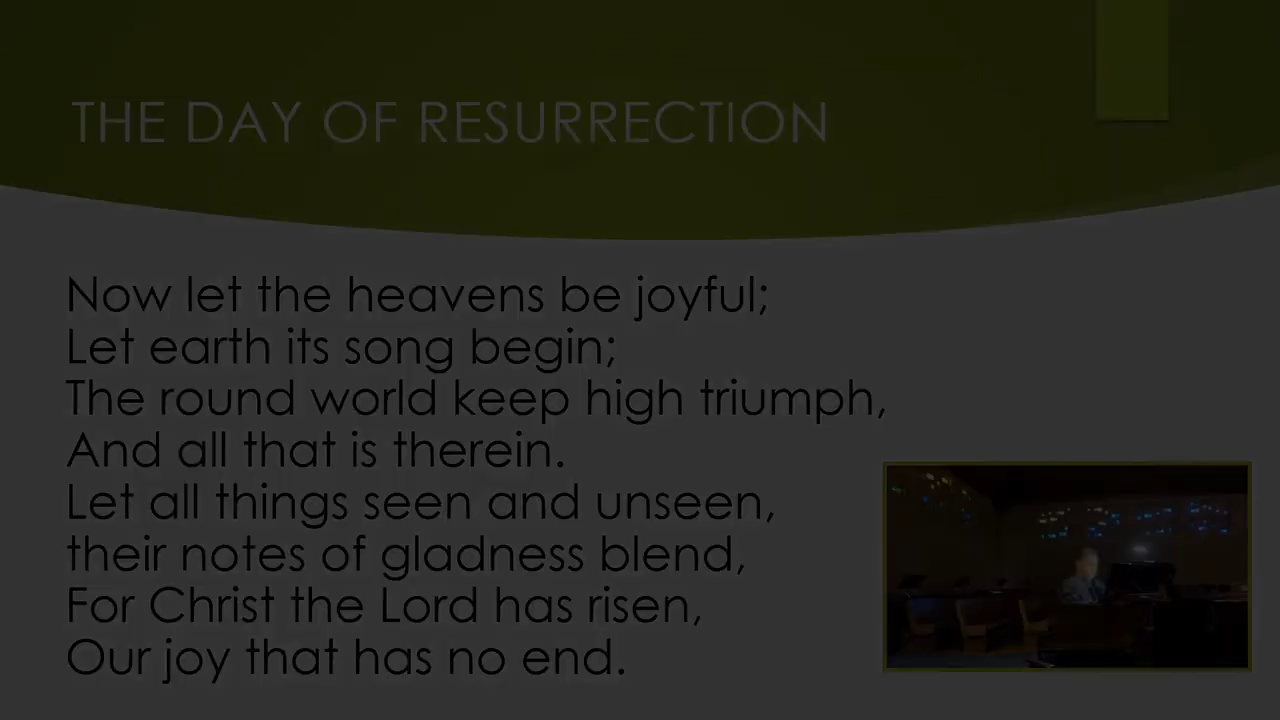 THE DAY OF RESURRECTION
Now let the heavens be joyful;
Let earth its song begin;
The round world keep high triumph,
And all that is therein.
Let all things seen and unseen,
their notes of gladness blend,
For Christ the Lord has risen,
Our joy that has no end.